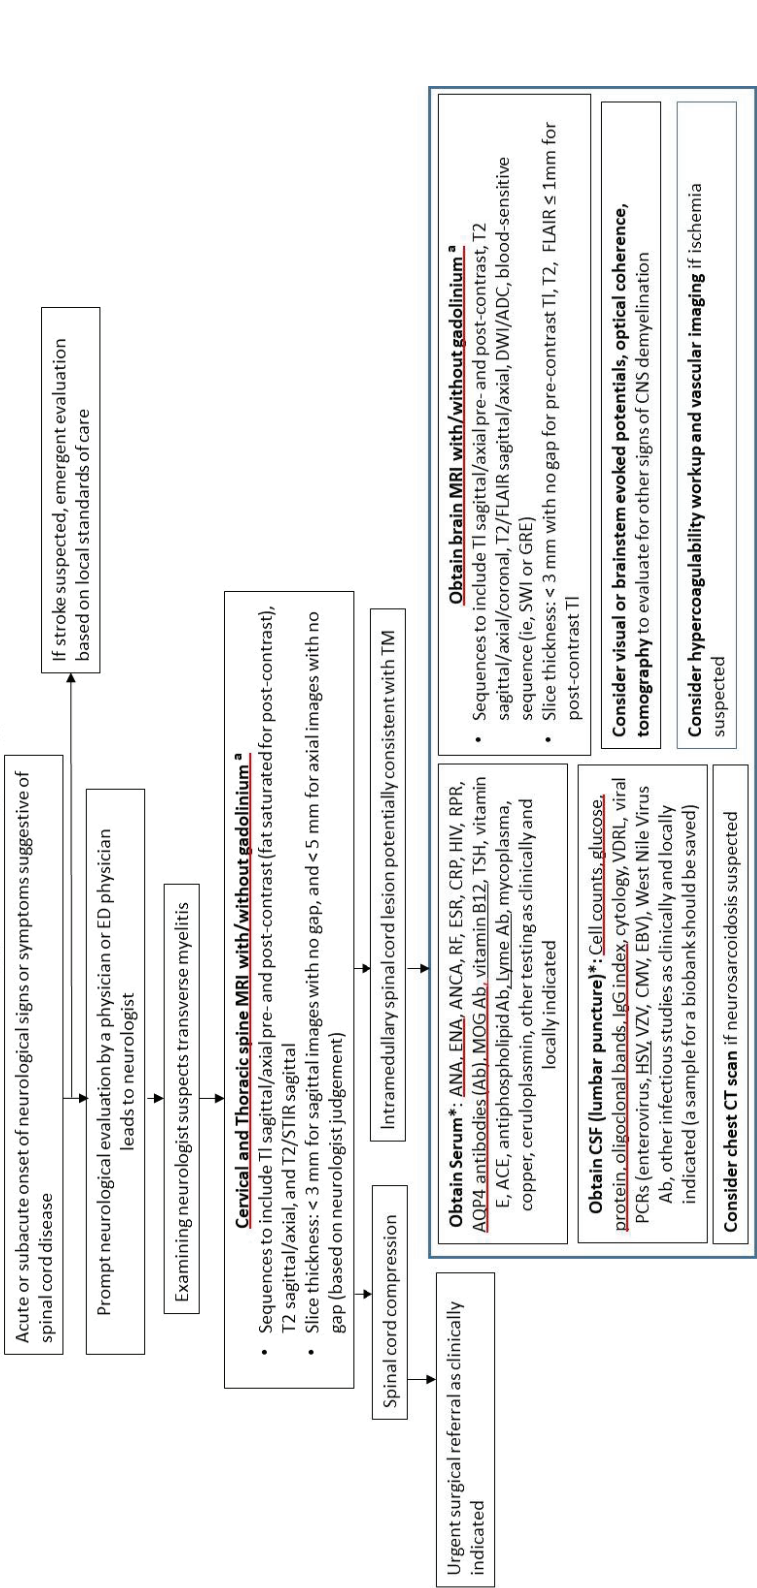 Acute or subacute onset of neurological signs or symptoms suggestive of
spinal cord disease
If stroke suspected, emergent evaluation
based on local standards of care
Prompt neurological evaluation by a physician or ED physician
leads to neurologist
Examining neurologist suspects transverse myelitis
Cervical and Thoracic spine MRI with/without gadolinium a
• Sequences to include Tl sagittal/axial pre- and post-contrast (fat saturated for post-contrast),
T2 sagittal/axial, and T2/STIR sagittal
• Slice thickness: < 3 mm for sagittal images with no gap, and < 5 mm for axial images with no
gap (based on neurologist judgement)
Spinal cord compression
Intramedullary spinal cord lesion potentially consistent with TM
Urgent surgical referral as clinically
indicated
Obtain Serum*: ANA, ENA, ANCA, RF, ESR, CRP, HIV, RPR,
AQP4 antibodies (Ab), MOG Ab, vitamin B12, TSH, vitamin
E, ACE, antiphospholipid Ab, Lyme Ab, mycoplasma,
copper, ceruloplasmin, other testing as clinically and
locally indicated
Obtain CSF (lumbar puncture)*: Cell counts, glucose,
protein, oligoclonal bands, IgG index, cytology, VDRL, viral
PCRs (enterovirus, HSV, VZV, CMV, EBV), West Nile Virus
Ab, other infectious studies as clinically and locally
indicated (a sample for a biobank should be saved)
Consider chest CT scan if neurosarcoidosis suspected
Obtain brain MRI with/without gadolinium a
• Sequences to include Tl sagittal/axial pre- and post-contrast, T2
sagittal/axial/coronal, T2/FLAIR sagittal/axial, DWI/ADC, blood-sensitive
sequence (ie, SWI or GRE)
• Slice thickness: < 3 mm with no gap for pre-contrast Tl, T2, FLAIR ≤ 1mm for
post-contrast Tl
Consider visual or brainstem evoked potentials, optical coherence,
tomography to evaluate for other signs of CNS demyelination
Consider hypercoagulability workup and vascular imaging if ischemia
suspected